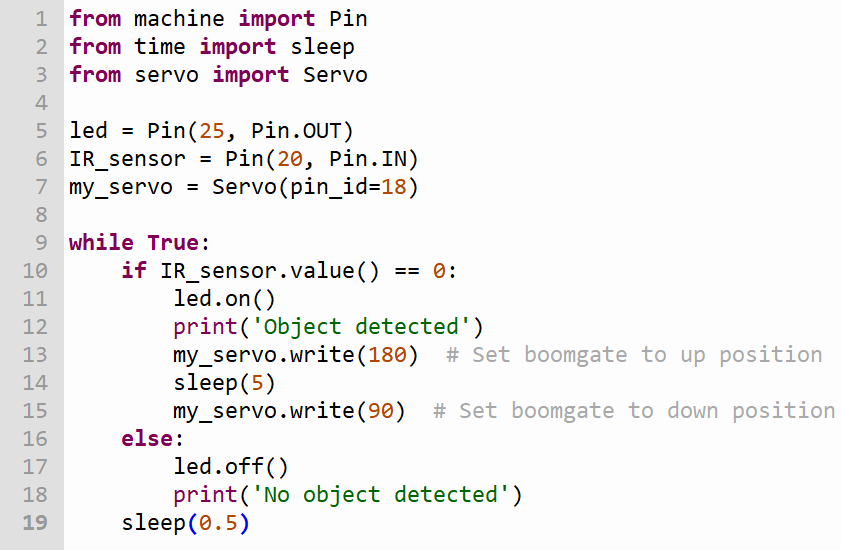 1 from machine import Pin
2 from time import sleep
3 from servo import Servo
4
5 led = Pin(25, Pin.OUT)
6 IR_sensor = Pin(20, Pin.IN)
7 my_servo = Servo(pin_id=18)
8
9 while True:
10     if IR_sensor.value() == 0:
11         led.on()
12         print('Object detected')
13         my_servo.write(180)  # Set boomgate to up position
14         sleep(5)
15         my_servo.write(90)  # Set boomgate to down position
16     else:
17         led.off()
18         print('No object detected')
19     sleep(0.5)